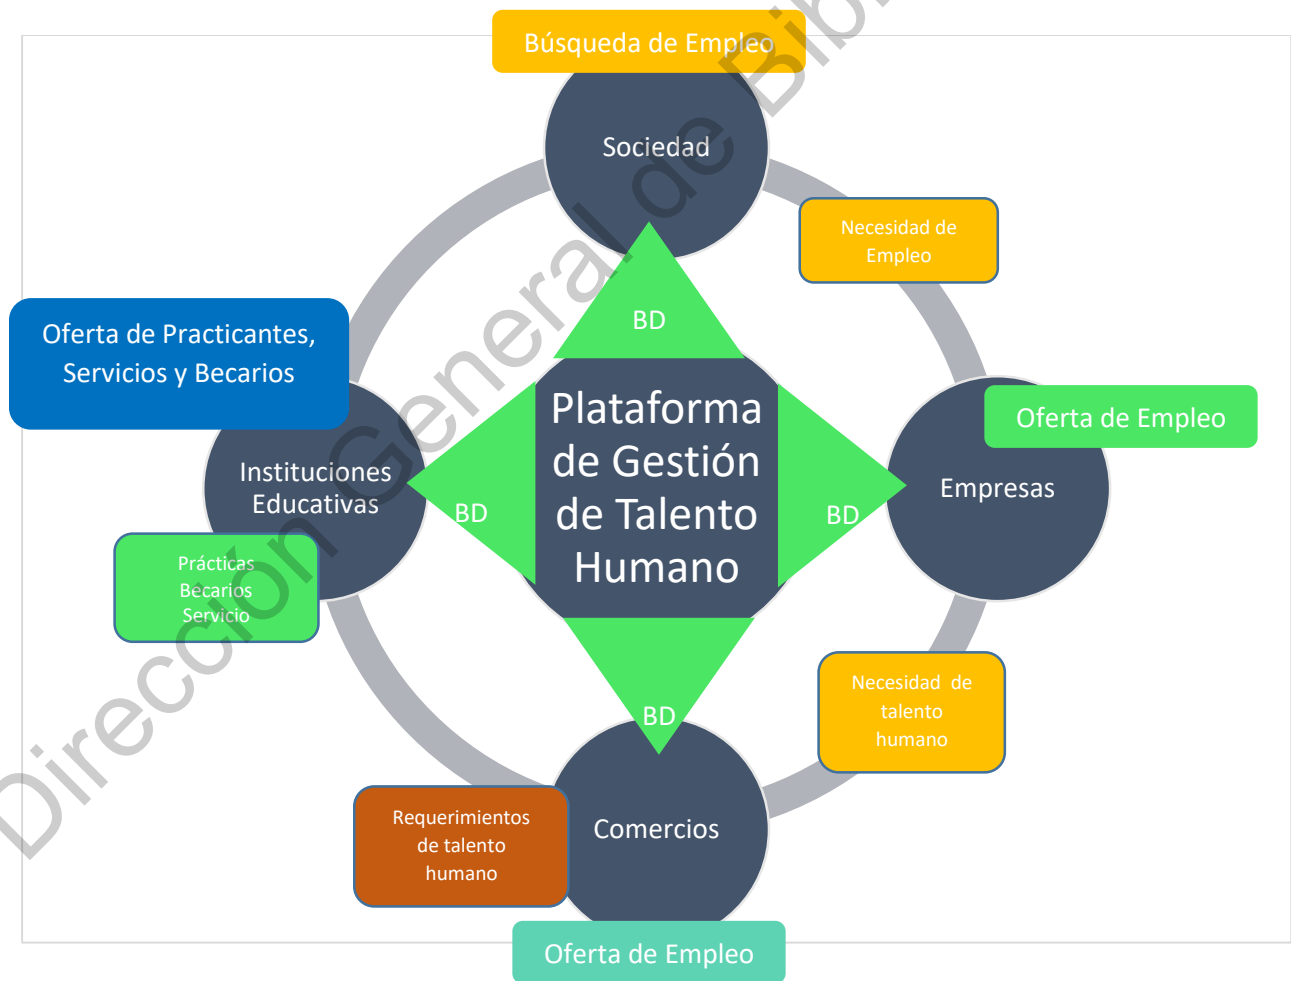 Búsqueda de Empleo
Sociedad
Necesidad de
Empleo
BD
Oferta de Practicantes,
Servicios y Becarios
Plataforma
de Gestión
de Talento
Humano
Oferta de Empleo
Instituciones
Educativas
BD
BD
Empresas
Prácticas
Becarios
Servicio
Necesidad de
talento
humano
BD
Requerimientos
de talento
humano
Comercios
Oferta de Empleo
Dirección General de Bib